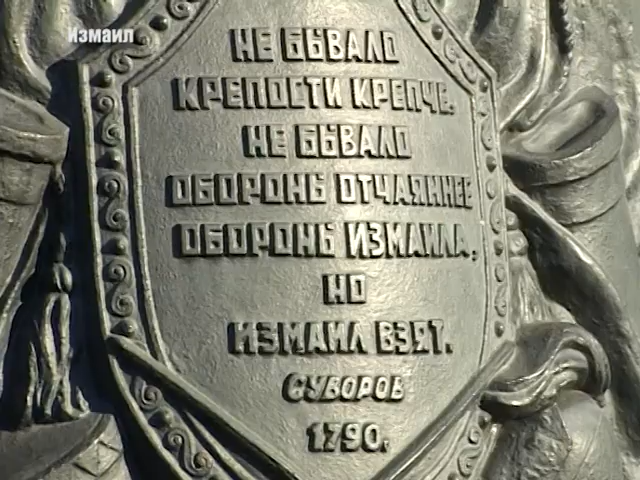 Измаил
НЕ БЫВАЛО
КРЕПОСТИ КРЕПЧЕ.
НЕ БЫВАЛО
ОБОРОНЫ ОТЧАЯННЕЕ
ОБОРОНЫ ИЗМАИЛА,
НО
ИЗМАИЛ ВЗЯТ.
СУВОРОВ
1790.